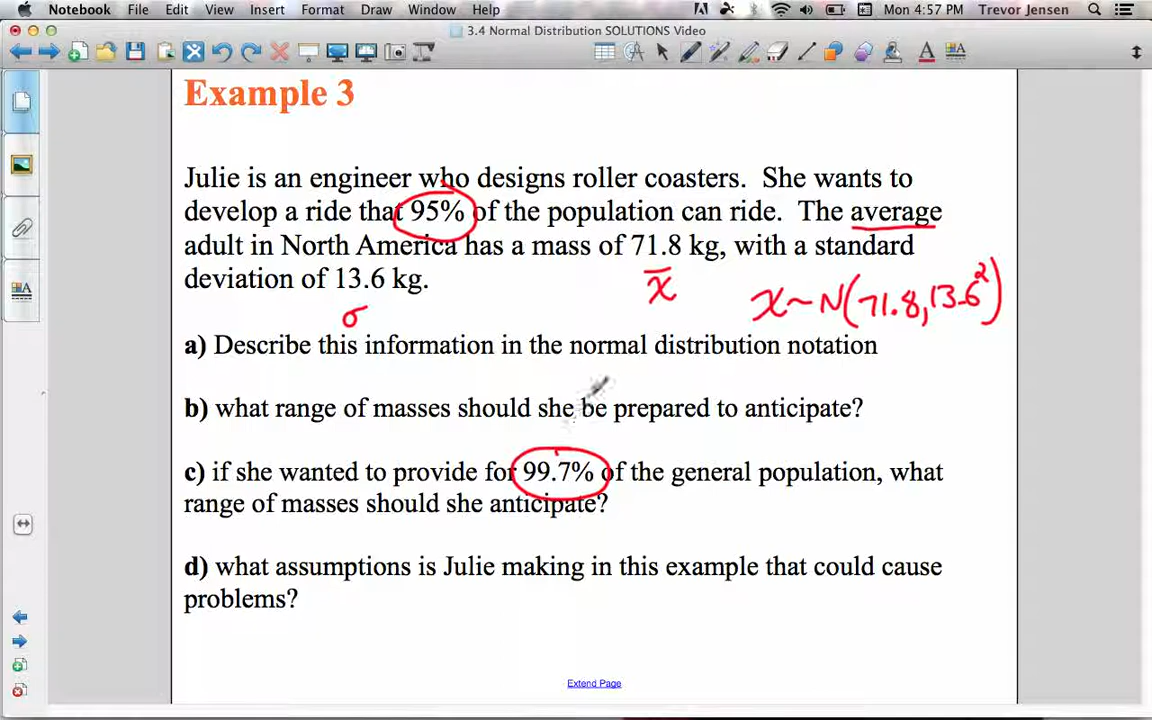 Notebook File Edit View Insert Format Draw Window Help Mon 4:57 PM Trevor Jensen
3.4 Normal Distribution SOLUTIONS Video
Example 3
Julie is an engineer who designs roller coasters. She wants to
develop a ride that 95% of the population can ride. The average
adult in North America has a mass of 71.8 kg, with a standard
deviation of 13.6 kg.
x̄
x~N(71.8,13.6²)
σ
a) Describe this information in the normal distribution notation
b) what range of masses should she be prepared to anticipate?
c) if she wanted to provide for 99.7% of the general population, what
range of masses should she anticipate?
d) what assumptions is Julie making in this example that could cause
problems?
Extend Page